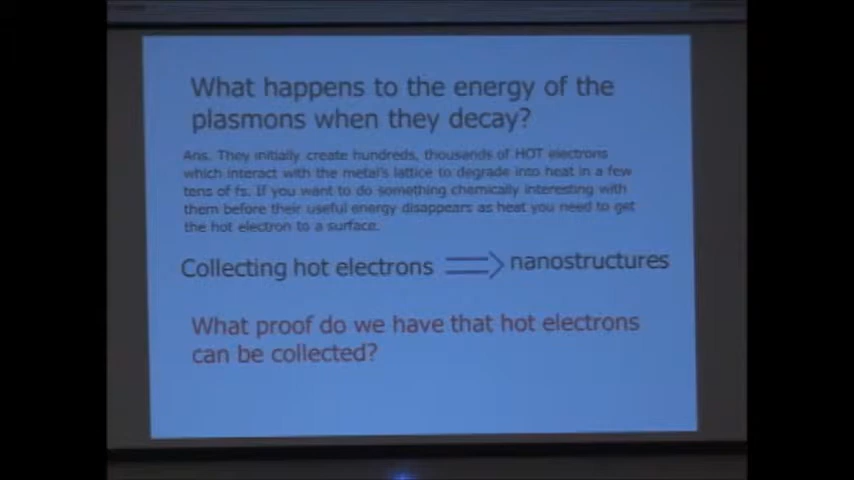 What happens to the energy of the
plasmons when they decay?
Ans. They initially create hundreds, thousands of HOT electrons
which interact with the metal's lattice to degrade into heat in a few
tens of fs. If you want to do something chemically interesting with
them before their useful energy disappears as heat you need to get
the hot electron to a surface.
Collecting hot electrons ⇒ nanostructures
What proof do we have that hot electrons
can be collected?